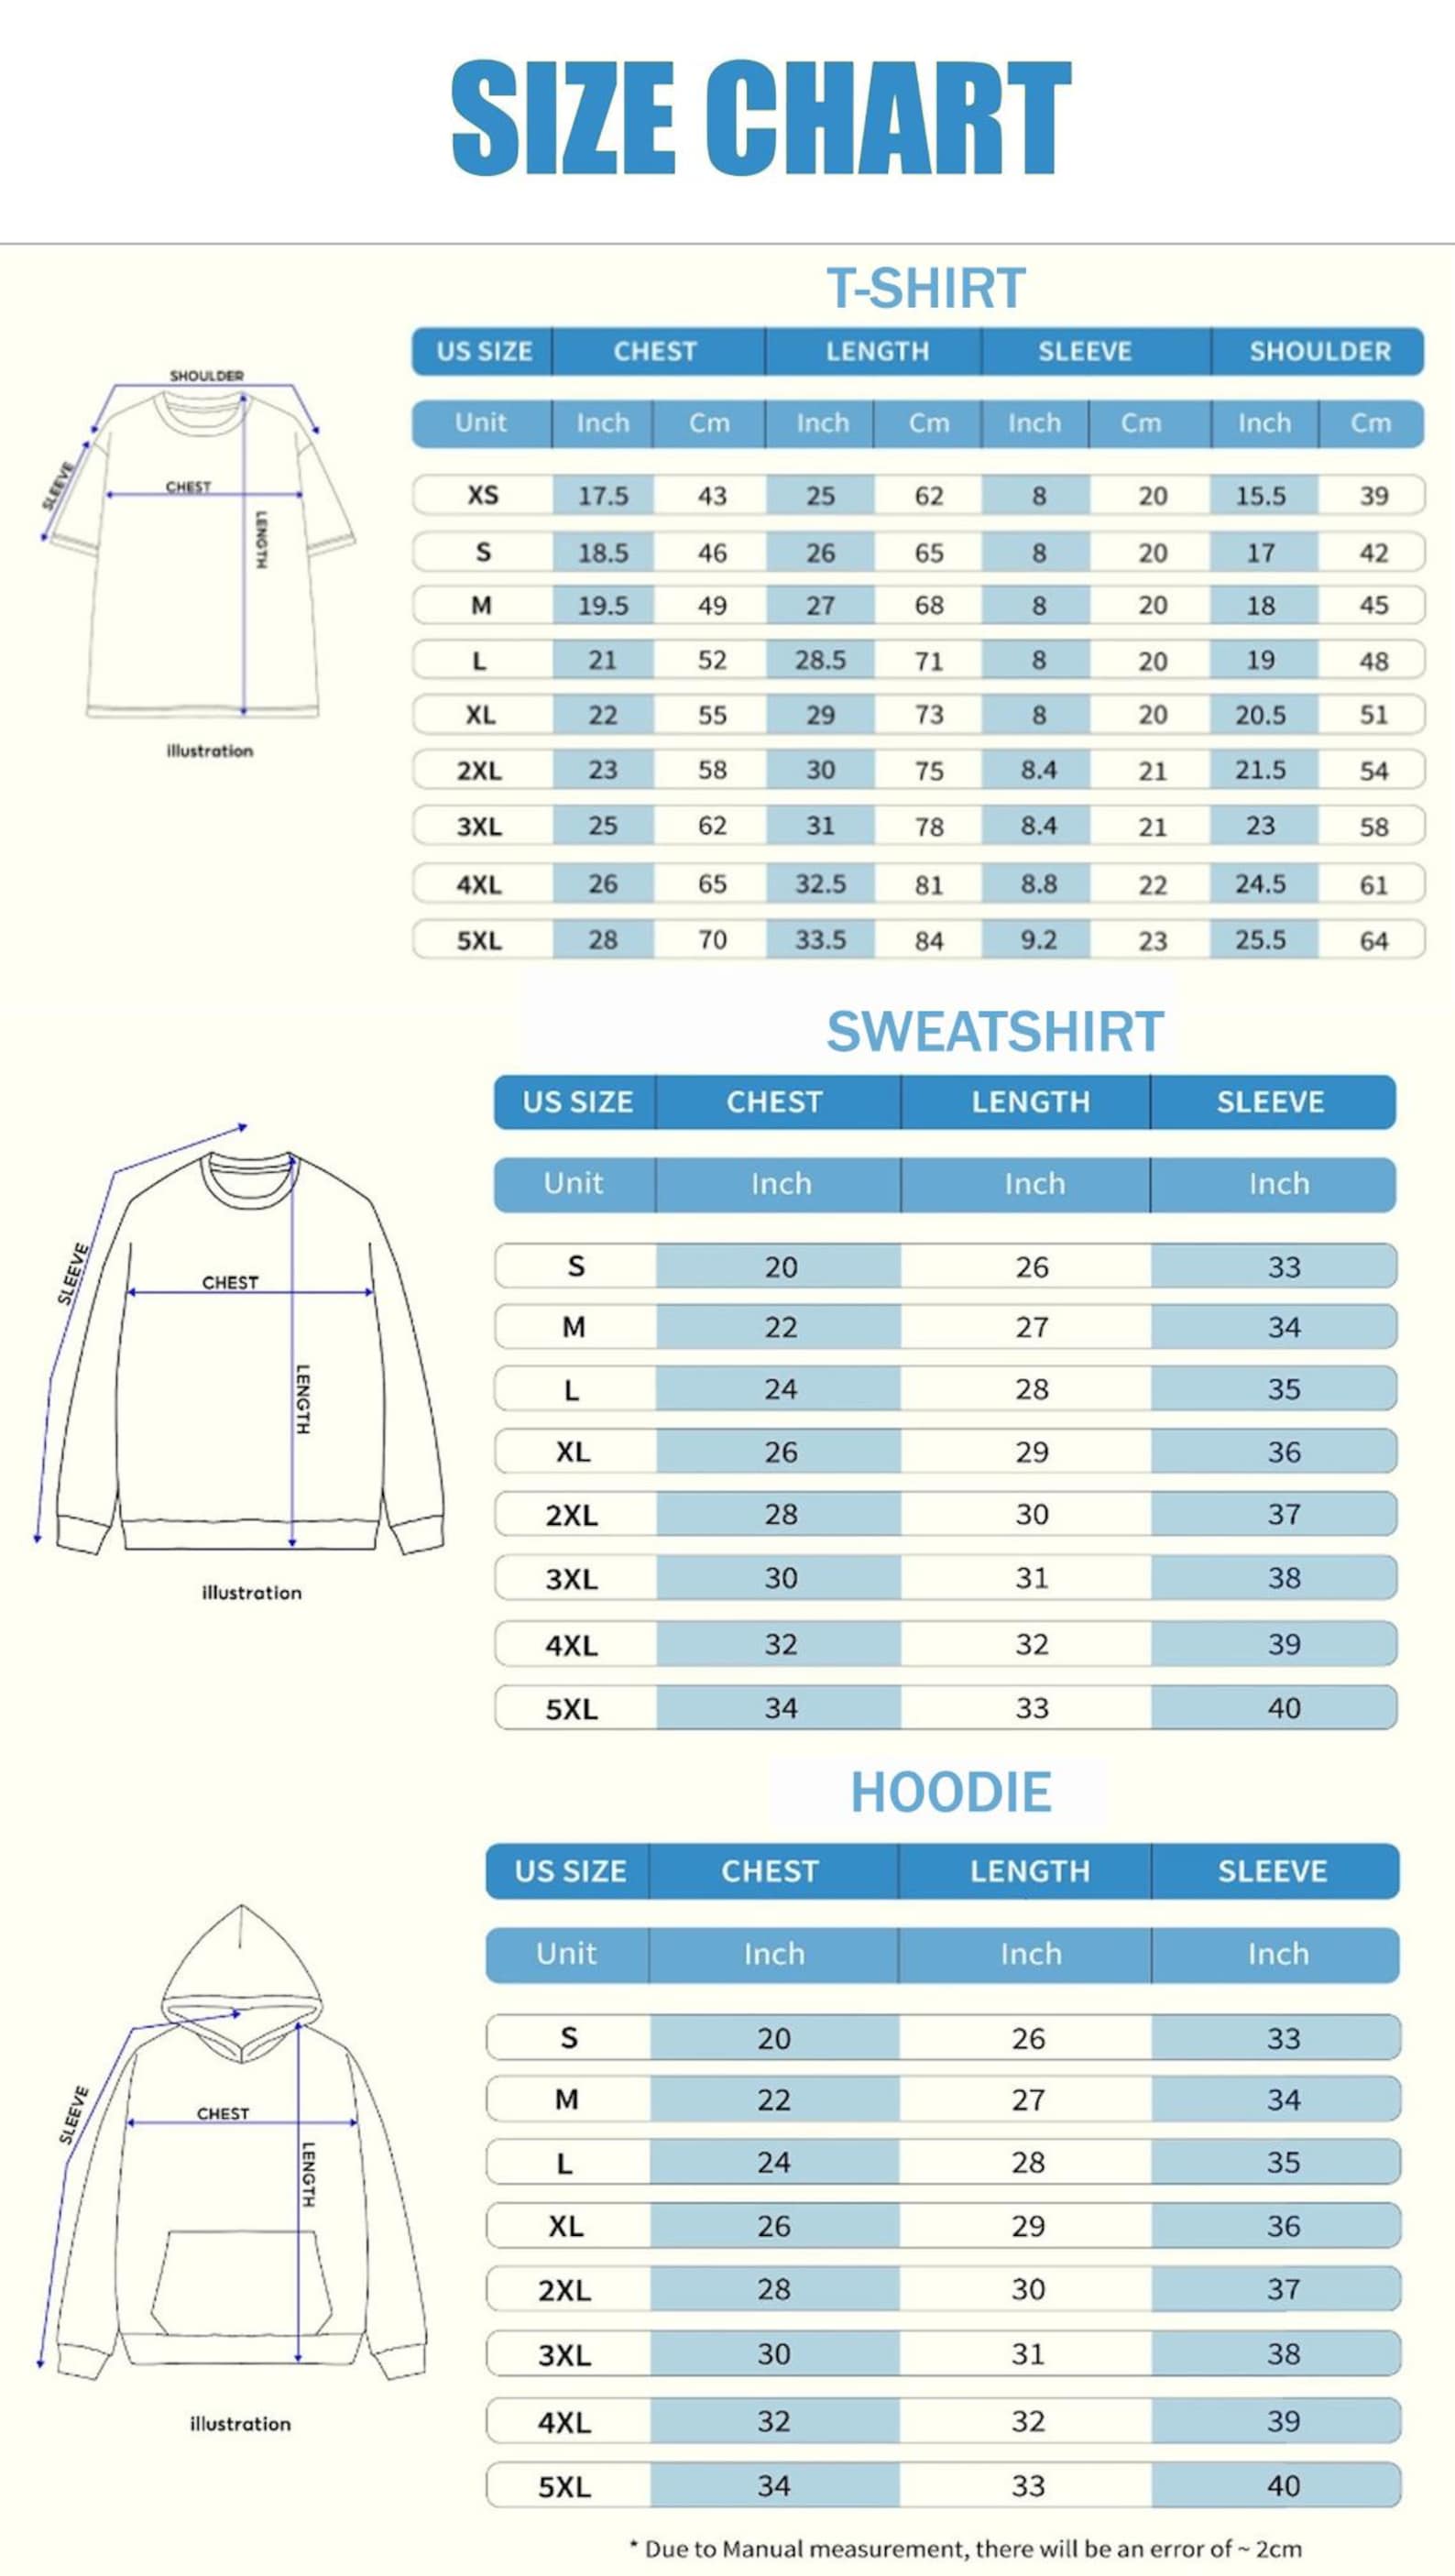 SIZE CHART
T-SHIRT
US SIZE CHEST LENGTH SLEEVE SHOULDER
Unit Inch Cm Inch Cm Inch Cm Inch Cm
XS 17.5 43 25 62 8 20 15.5 39
S 18.5 46 26 65 8 20 17 42
M 19.5 49 27 68 8 20 18 45
L 21 52 28.5 71 8 20 19 48
XL 22 55 29 73 8 20 20.5 51
2XL 23 58 30 75 8.4 21 21.5 54
3XL 25 62 31 78 8.4 21 23 58
4XL 26 65 32.5 81 8.8 22 24.5 61
5XL 28 70 33.5 84 9.2 23 25.5 64
SHOULDER
SLEEVE
CHEST
LENGTH
illustration
SWEATSHIRT
US SIZE CHEST LENGTH SLEEVE
Unit Inch Inch Inch
S 20 26 33
M 22 27 34
L 24 28 35
XL 26 29 36
2XL 28 30 37
3XL 30 31 38
4XL 32 32 39
5XL 34 33 40
SLEEVE
CHEST
LENGTH
illustration
HOODIE
US SIZE CHEST LENGTH SLEEVE
Unit Inch Inch Inch
S 20 26 33
M 22 27 34
L 24 28 35
XL 26 29 36
2XL 28 30 37
3XL 30 31 38
4XL 32 32 39
5XL 34 33 40
SLEEVE
CHEST
LENGTH
illustration
* Due to Manual measurement, there will be an error of ~ 2cm